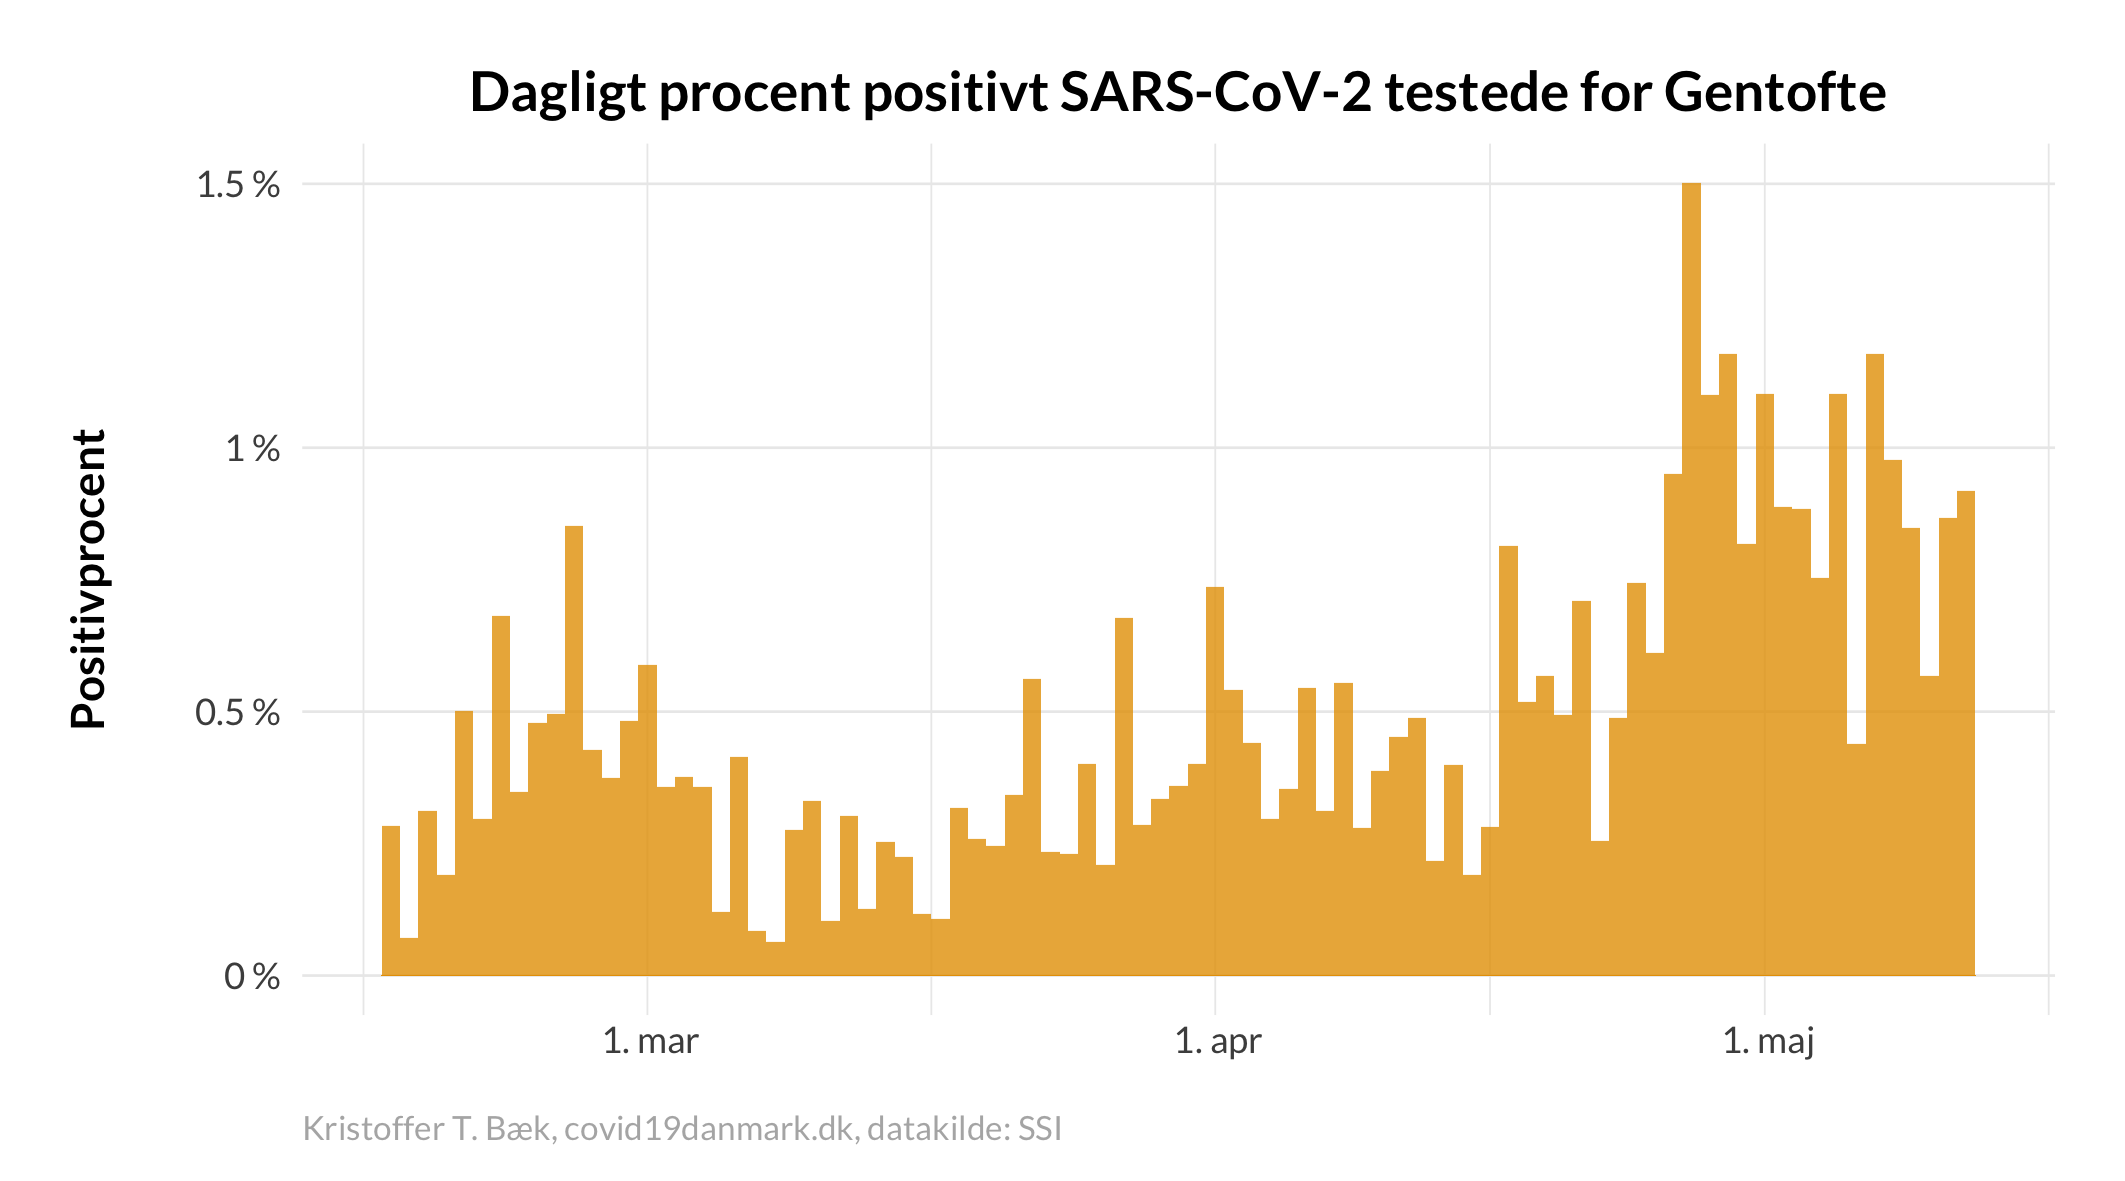 Dagligt procent positivt SARS-CoV-2 testede for Gentofte
Positivprocent
1.5 %
1 %
0.5 %
0 %
1. mar
1. apr
1. maj
Kristoffer T. Bæk, covid19danmark.dk, datakilde: SSI